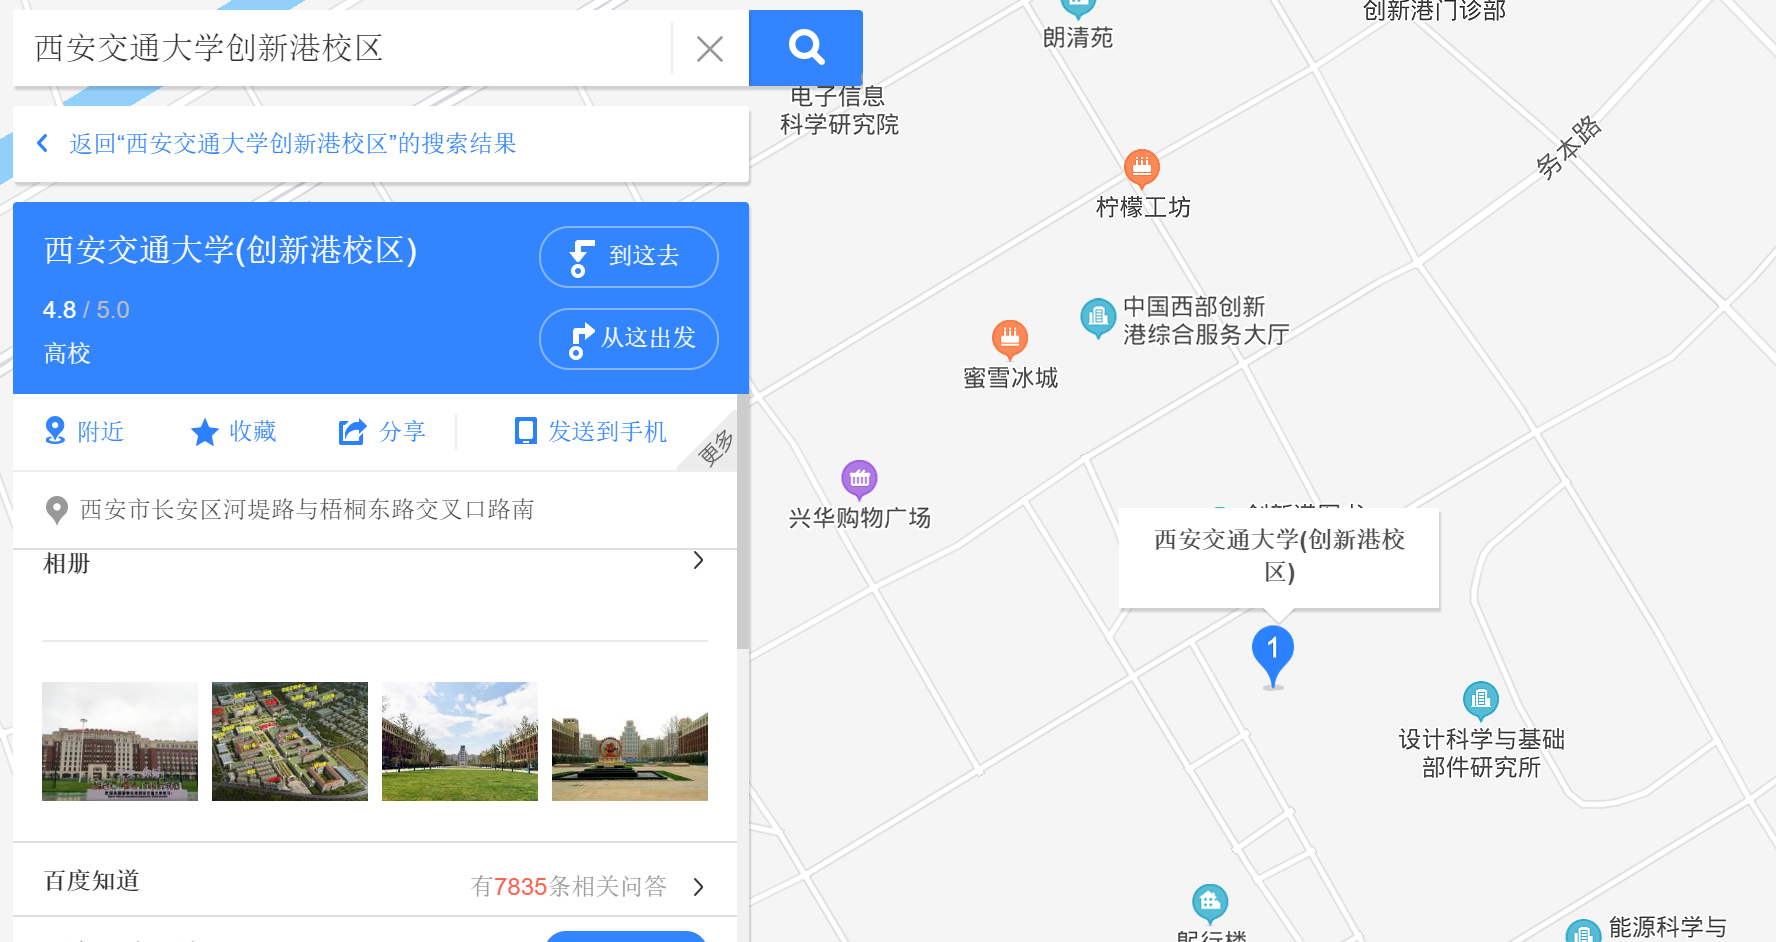 西安交通大学创新港校区
返回“西安交通大学创新港校区”的搜索结果
西安交通大学(创新港校区)
4.8 / 5.0
高校
到这去
从这出发
附近
收藏
分享
发送到手机
更多
西安市长安区河堤路与梧桐东路交叉口路南
相册
百度知道
有7835条相关问答
创新港门诊部
朗清苑
电子信息
科学研究院
务本路
柠檬工坊
中国西部创新
港综合服务大厅
蜜雪冰城
兴华购物广场
西安交通大学(创新港校
区)
1
设计科学与基础
部件研究所
能源科学与